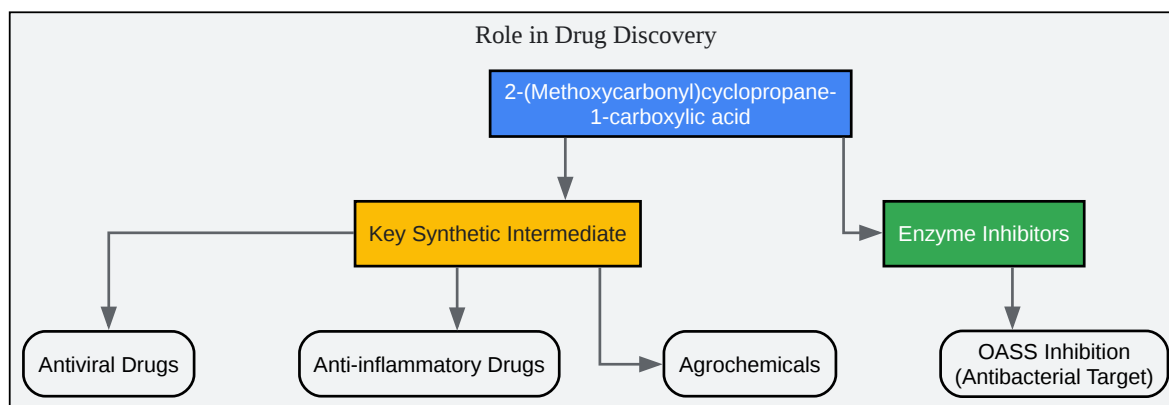 Role in Drug Discovery
2-(Methoxycarbonyl)cyclopropane-
1-carboxylic acid
Key Synthetic Intermediate
Enzyme Inhibitors
Antiviral Drugs
Anti-inflammatory Drugs
Agrochemicals
OASS Inhibition
(Antibacterial Target)